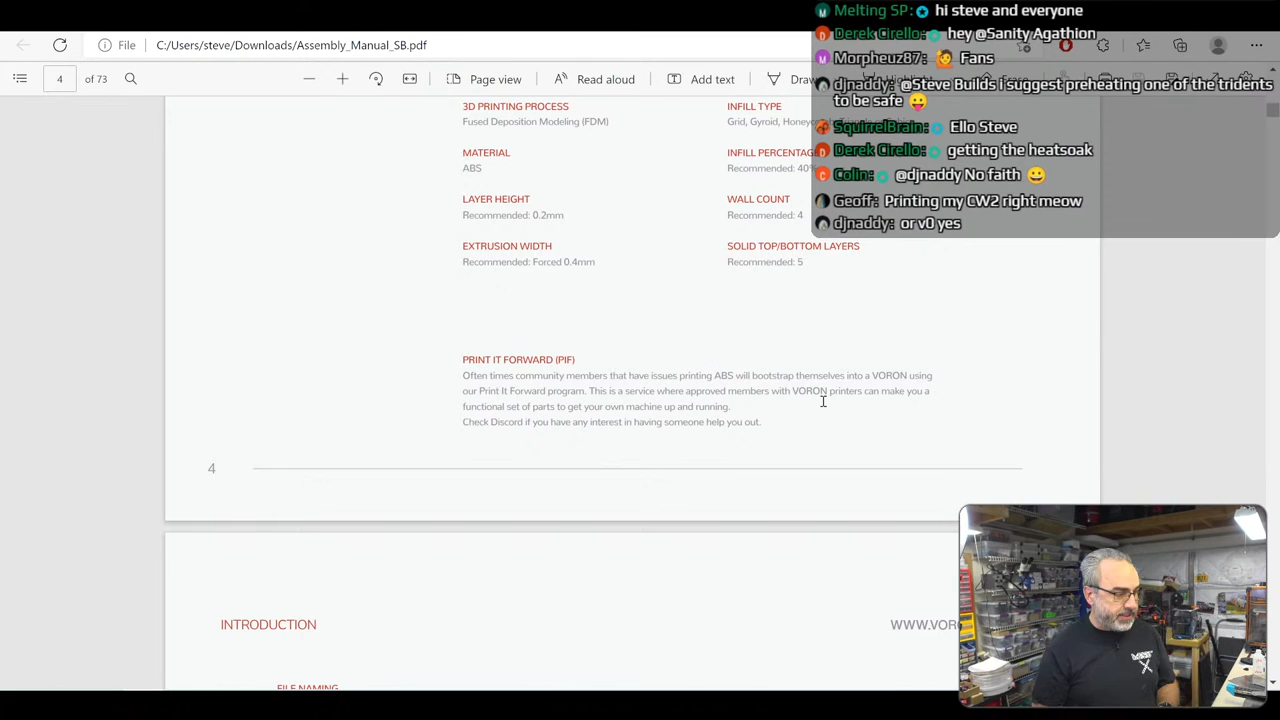 Melting SP: hi steve and everyone
Derek Cirello: hey @Sanity Agathion
Morpheuz87: Fans
djnaddy: @Steve Builds i suggest preheating one of the tridents
to be safe
SquirrelBrain: Ello Steve
Derek Cirello: getting the heatsoak
Colin: @djnaddy No faith
Geoff: Printing my CW2 right meow
djnaddy: or v0 yes
File C:/Users/steve/Downloads/Assembly_Manual_SB.pdf
4 of 73 Page view Read aloud Add text
3D PRINTING PROCESS
Fused Deposition Modeling (FDM)
MATERIAL
ABS
LAYER HEIGHT
Recommended: 0.2mm
EXTRUSION WIDTH
Recommended: Forced 0.4mm
INFILL TYPE
Grid, Gyroid,
INFILL PERCENTAGE
Recommended: 40%
WALL COUNT
Recommended: 4
SOLID TOP/BOTTOM LAYERS
Recommended: 5
PRINT IT FORWARD (PIF)
Often times community members that have issues printing ABS will bootstrap themselves into a VORON using
our Print It Forward program. This is a service where approved members with VORON printers can make you a
functional set of parts to get your own machine up and running.
Check Discord if you have any interest in having someone help you out.
4
INTRODUCTION
WWW.VORO
FILE NAMING